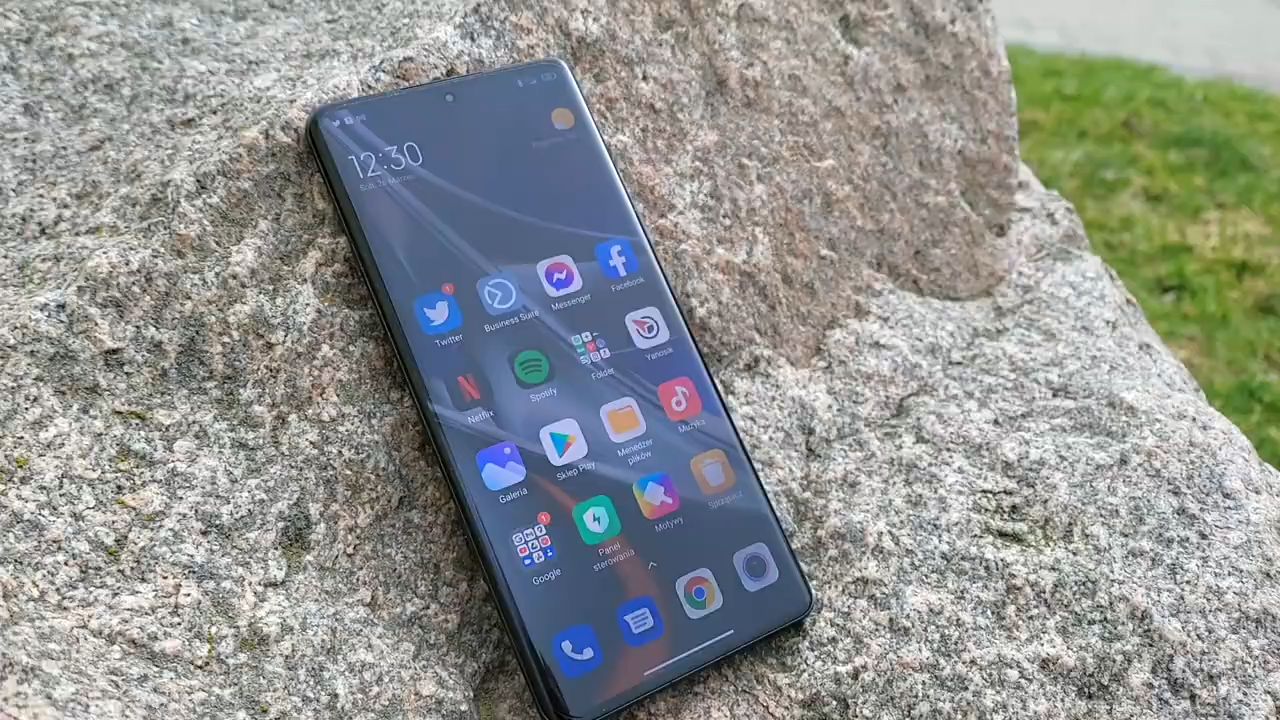 12:30
Twitter
Business Suite
Messenger
Facebook
Netflix
Spotify
Folder
Yanosik
Galeria
Sklep Play
Menedżer
plików
Muzyka
Google
Panel
sterowania
Motywy
Sprzątacz